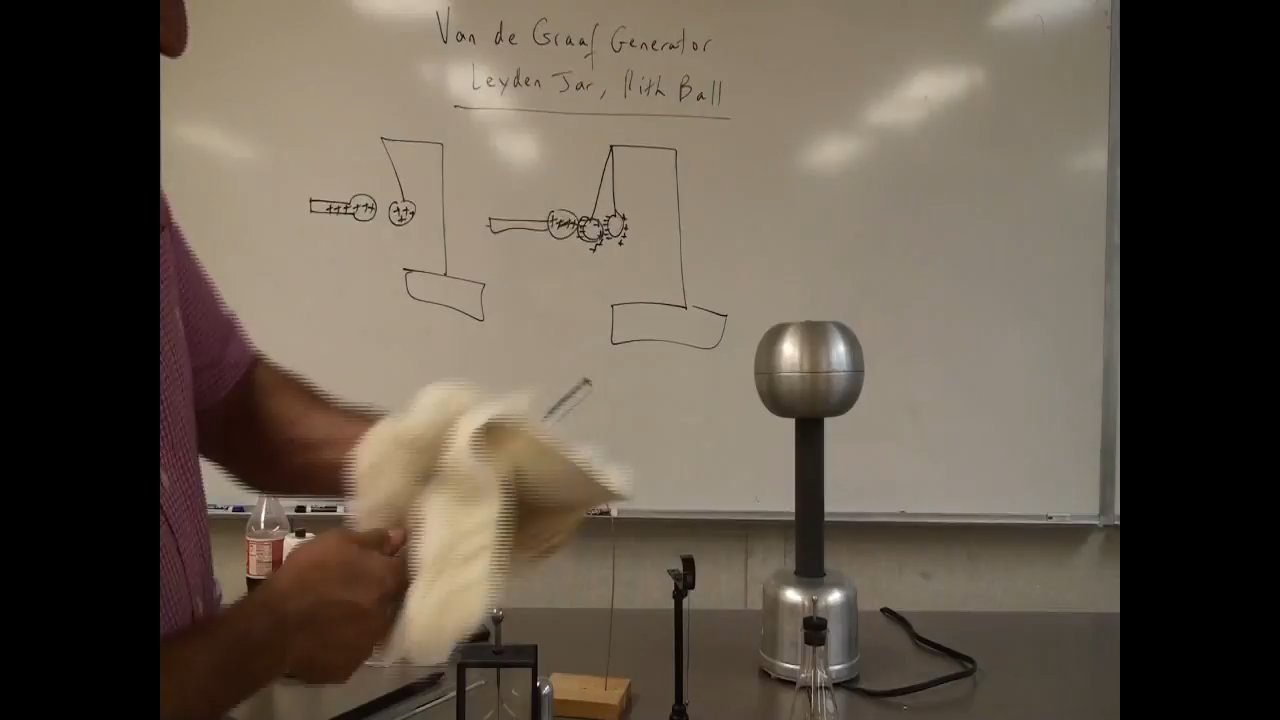 Van de Graaf Generator
Leyden Jar, Pith Ball
+++ +++
+++
+